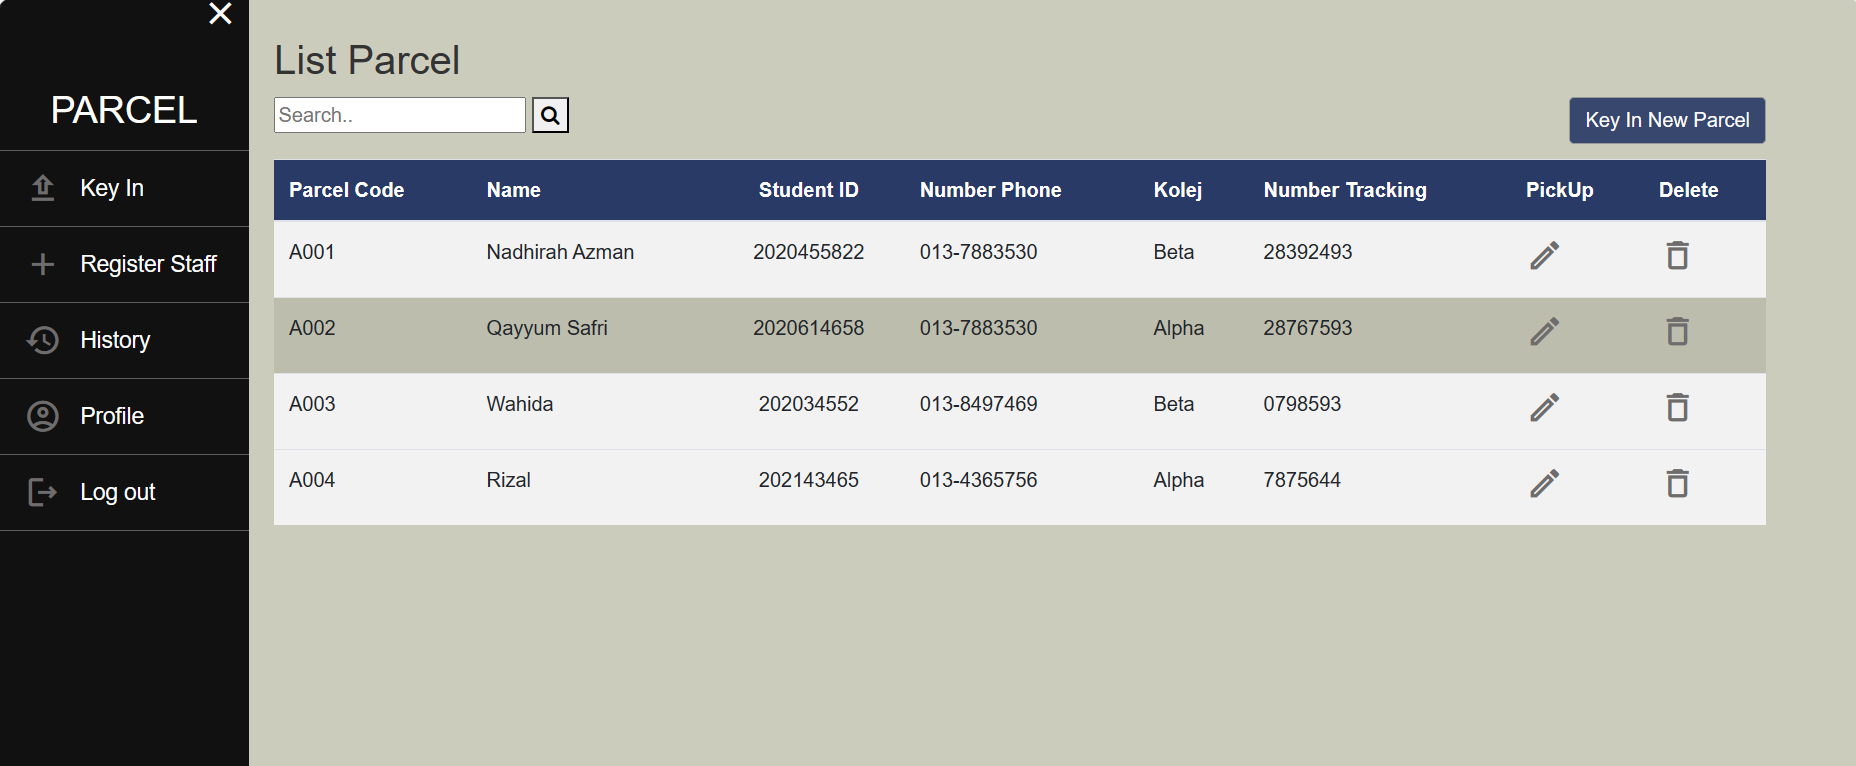 PARCEL
Key In
Register Staff
History
Profile
Log out
List Parcel
Search..
Key In New Parcel
Parcel Code Name Student ID Number Phone Kolej Number Tracking PickUp Delete
A001 Nadhirah Azman 2020455822 013-7883530 Beta 28392493
A002 Qayyum Safri 2020614658 013-7883530 Alpha 28767593
A003 Wahida 202034552 013-8497469 Beta 0798593
A004 Rizal 202143465 013-4365756 Alpha 7875644